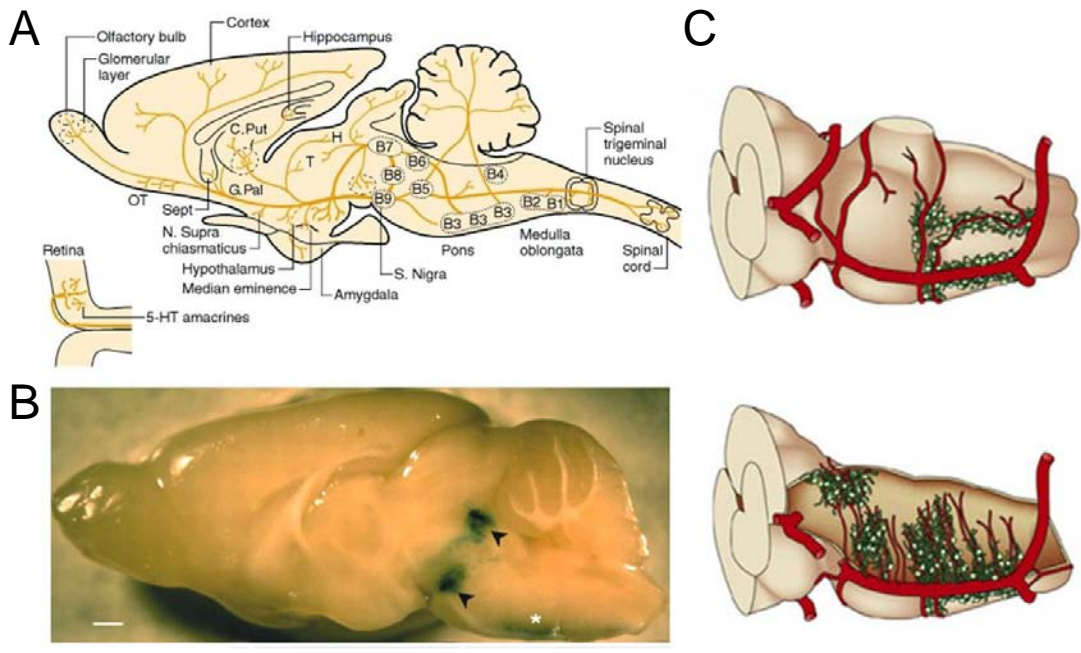 A
C
Cortex
Olfactory bulb
Hippocampus
Glomerular
layer
C.Put
H
T
G.Pal
B7
B6
B8
B5
B9
B4
B3
B3
B3
B2
B1
Spinal
trigeminal
nucleus
OT
Sept
N. Supra
chiasmaticus
Pons
Medulla
oblongata
Spinal
cord
Retina
Hypothalamus
Median eminence
S. Nigra
Amygdala
5-HT amacrines
B
*